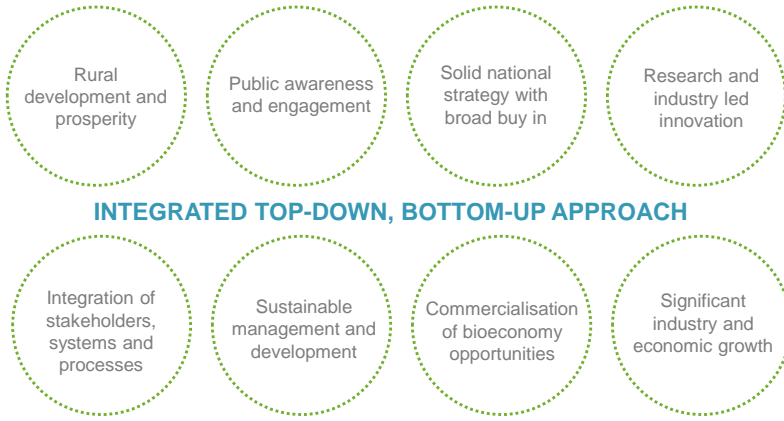 Rural
development and
prosperity
Public awareness
and engagement
Solid national
strategy with
broad buy in
Research and
industry led
innovation
INTEGRATED TOP-DOWN, BOTTOM-UP APPROACH
Integration of
stakeholders,
systems and
processes
Sustainable
management and
development
Commercialisation
of bioeconomy
opportunities
Significant
industry and
economic growth